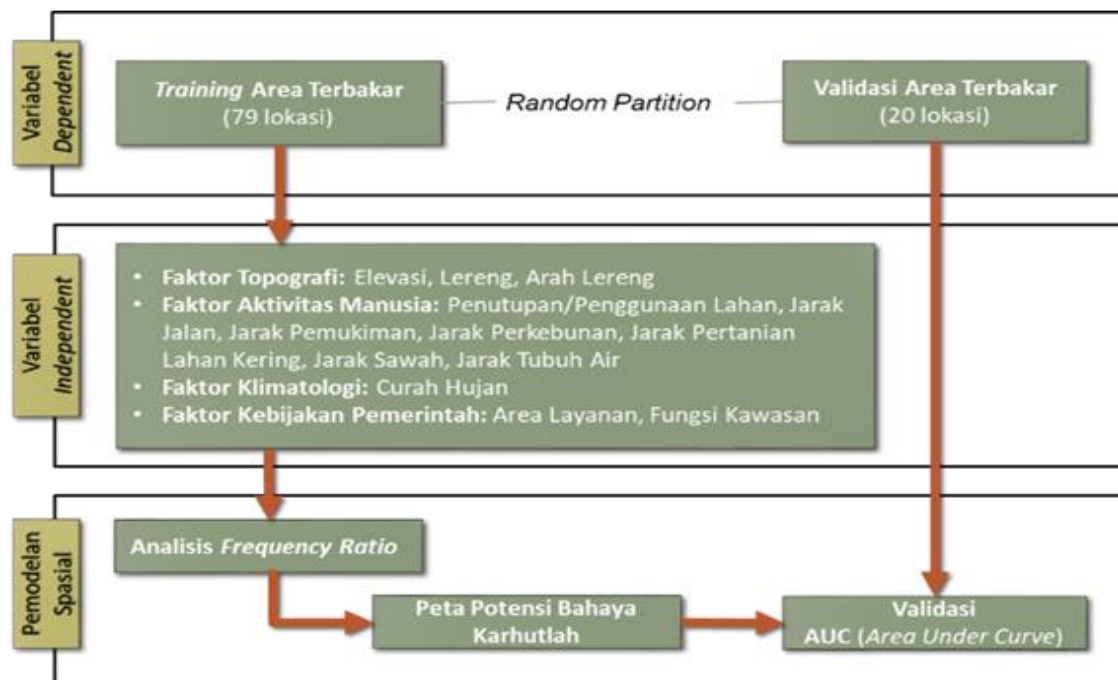 Variabel
Dependent
Training Area Terbakar
(79 lokasi)
Random Partition
Validasi Area Terbakar
(20 lokasi)
Variabel
Independent
• Faktor Topografi: Elevasi, Lereng, Arah Lereng
• Faktor Aktivitas Manusia: Penutupan/Penggunaan Lahan, Jarak
Jalan, Jarak Pemukiman, Jarak Perkebunan, Jarak Pertanian
Lahan Kering, Jarak Sawah, Jarak Tubuh Air
• Faktor Klimatologi: Curah Hujan
• Faktor Kebijakan Pemerintah: Area Layanan, Fungsi Kawasan
Pemodelan
Spasial
Analisis Frequency Ratio
Peta Potensi Bahaya
Karhutlah
Validasi
AUC (Area Under Curve)